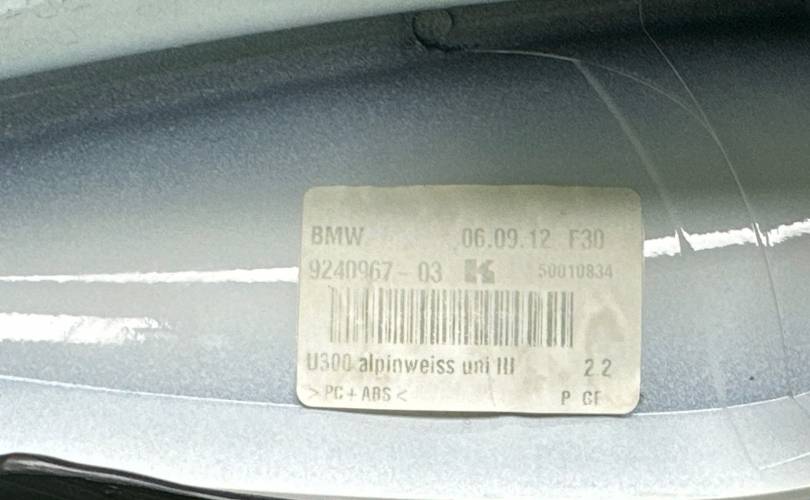 BMW 06.09.12 F30
9240967-03 K 50010834
U300 alpinweiss uni III 2 2
>PC+ABS< P GF